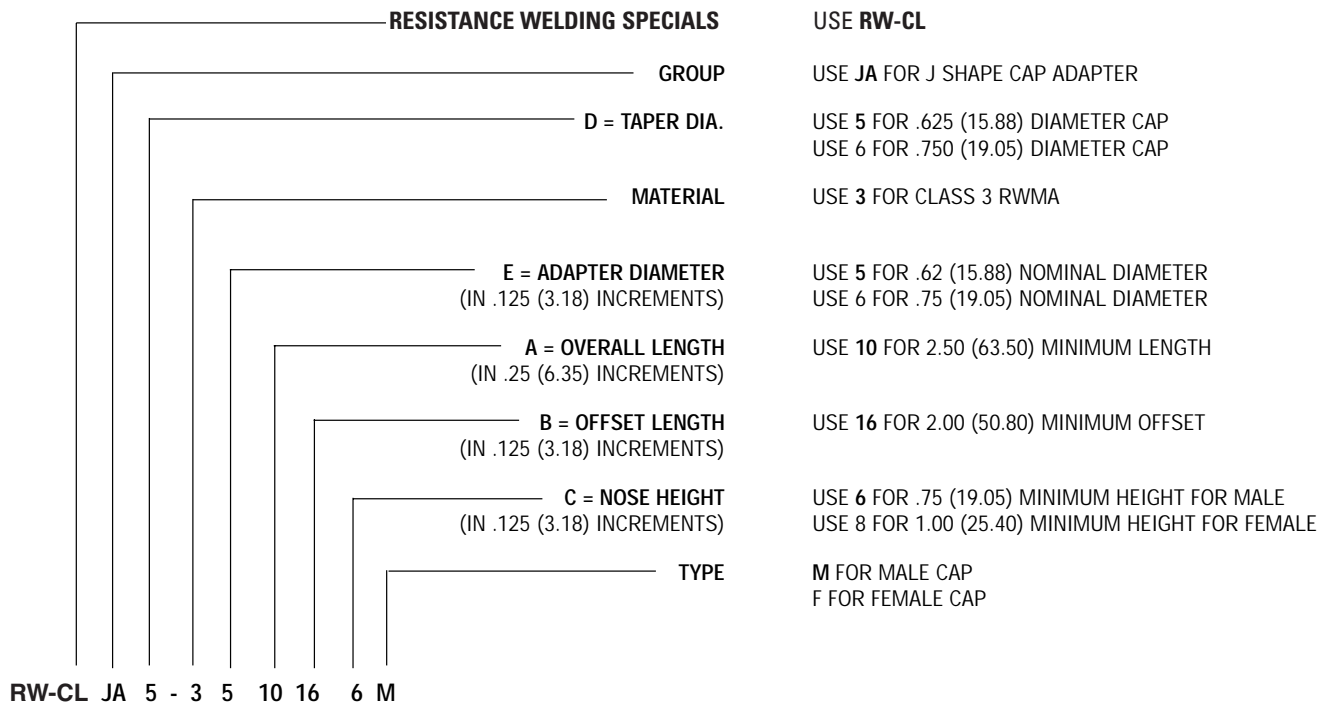 RESISTANCE WELDING SPECIALS USE RW-CL
GROUP USE JA FOR J SHAPE CAP ADAPTER
D = TAPER DIA. USE 5 FOR .625 (15.88) DIAMETER CAP
USE 6 FOR .750 (19.05) DIAMETER CAP
MATERIAL USE 3 FOR CLASS 3 RWMA
E = ADAPTER DIAMETER USE 5 FOR .62 (15.88) NOMINAL DIAMETER
(IN .125 (3.18) INCREMENTS) USE 6 FOR .75 (19.05) NOMINAL DIAMETER
A = OVERALL LENGTH USE 10 FOR 2.50 (63.50) MINIMUM LENGTH
(IN .25 (6.35) INCREMENTS)
B = OFFSET LENGTH USE 16 FOR 2.00 (50.80) MINIMUM OFFSET
(IN .125 (3.18) INCREMENTS)
C = NOSE HEIGHT USE 6 FOR .75 (19.05) MINIMUM HEIGHT FOR MALE
(IN .125 (3.18) INCREMENTS) USE 8 FOR 1.00 (25.40) MINIMUM HEIGHT FOR FEMALE
TYPE M FOR MALE CAP
F FOR FEMALE CAP
RW-CL JA 5 - 3 5 10 16 6 M